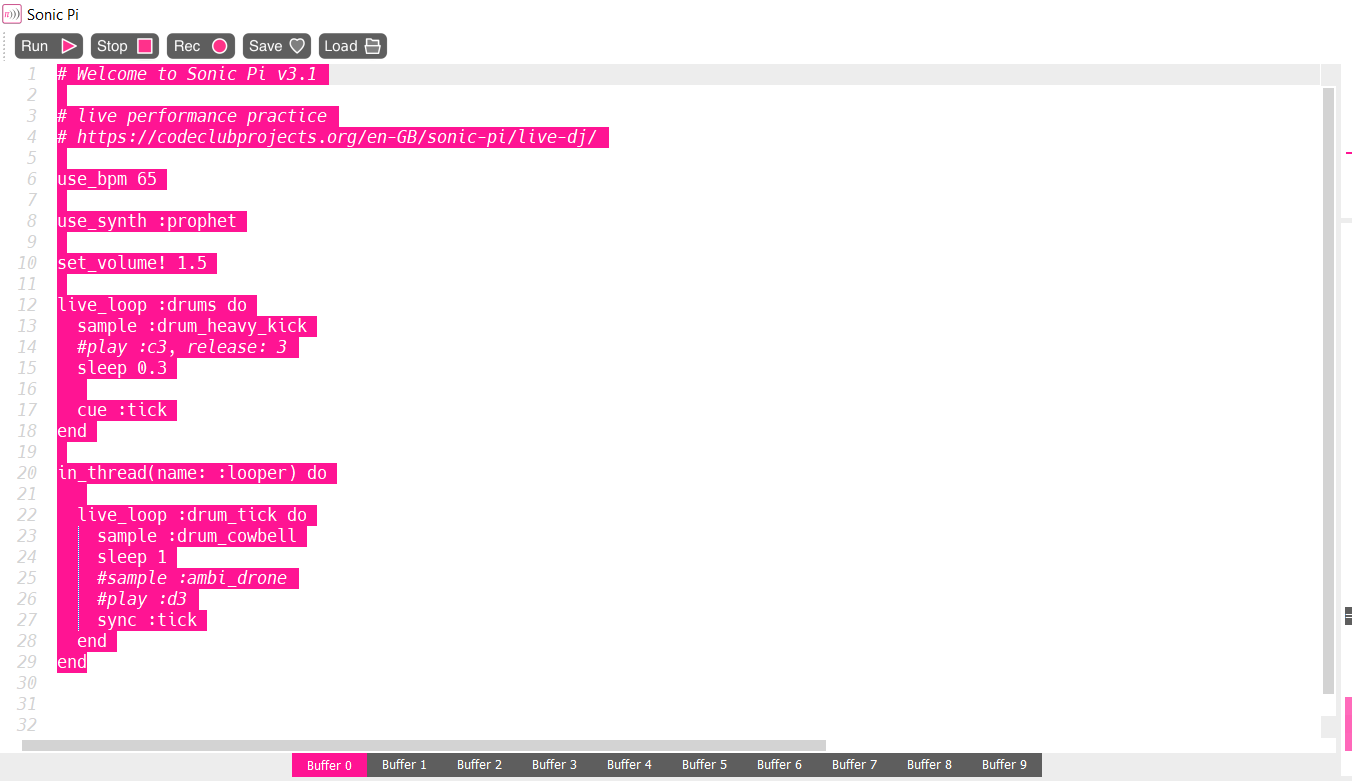 Sonic Pi
Run Stop Rec Save Load
1 # Welcome to Sonic Pi v3.1
2
3 # live performance practice
4 # https://codeclubprojects.org/en-GB/sonic-pi/live-dj/
5
6 use_bpm 65
7
8 use_synth :prophet
9
10 set_volume! 1.5
11
12 live_loop :drums do
13   sample :drum_heavy_kick
14   #play :c3, release: 3
15   sleep 0.3
16
17   cue :tick
18 end
19
20 in_thread(name: :looper) do
21
22   live_loop :drum_tick do
23     sample :drum_cowbell
24     sleep 1
25     #sample :ambi_drone
26     #play :d3
27     sync :tick
28   end
29 end
30
31
32
Buffer 0 Buffer 1 Buffer 2 Buffer 3 Buffer 4 Buffer 5 Buffer 6 Buffer 7 Buffer 8 Buffer 9